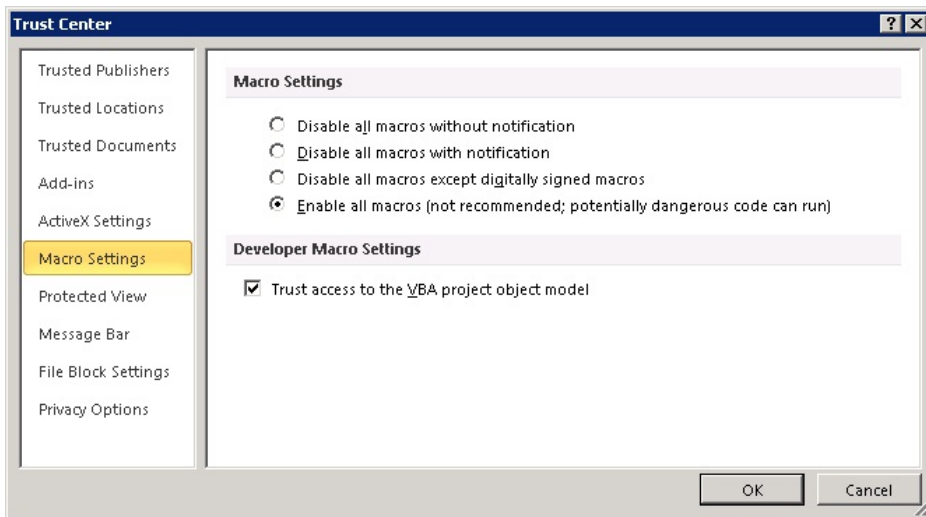 Trust Center
Trusted Publishers
Trusted Locations
Trusted Documents
Add-ins
ActiveX Settings
Macro Settings
Protected View
Message Bar
File Block Settings
Privacy Options
Macro Settings
Disable all macros without notification
Disable all macros with notification
Disable all macros except digitally signed macros
Enable all macros (not recommended; potentially dangerous code can run)
Developer Macro Settings
Trust access to the VBA project object model
OK
Cancel